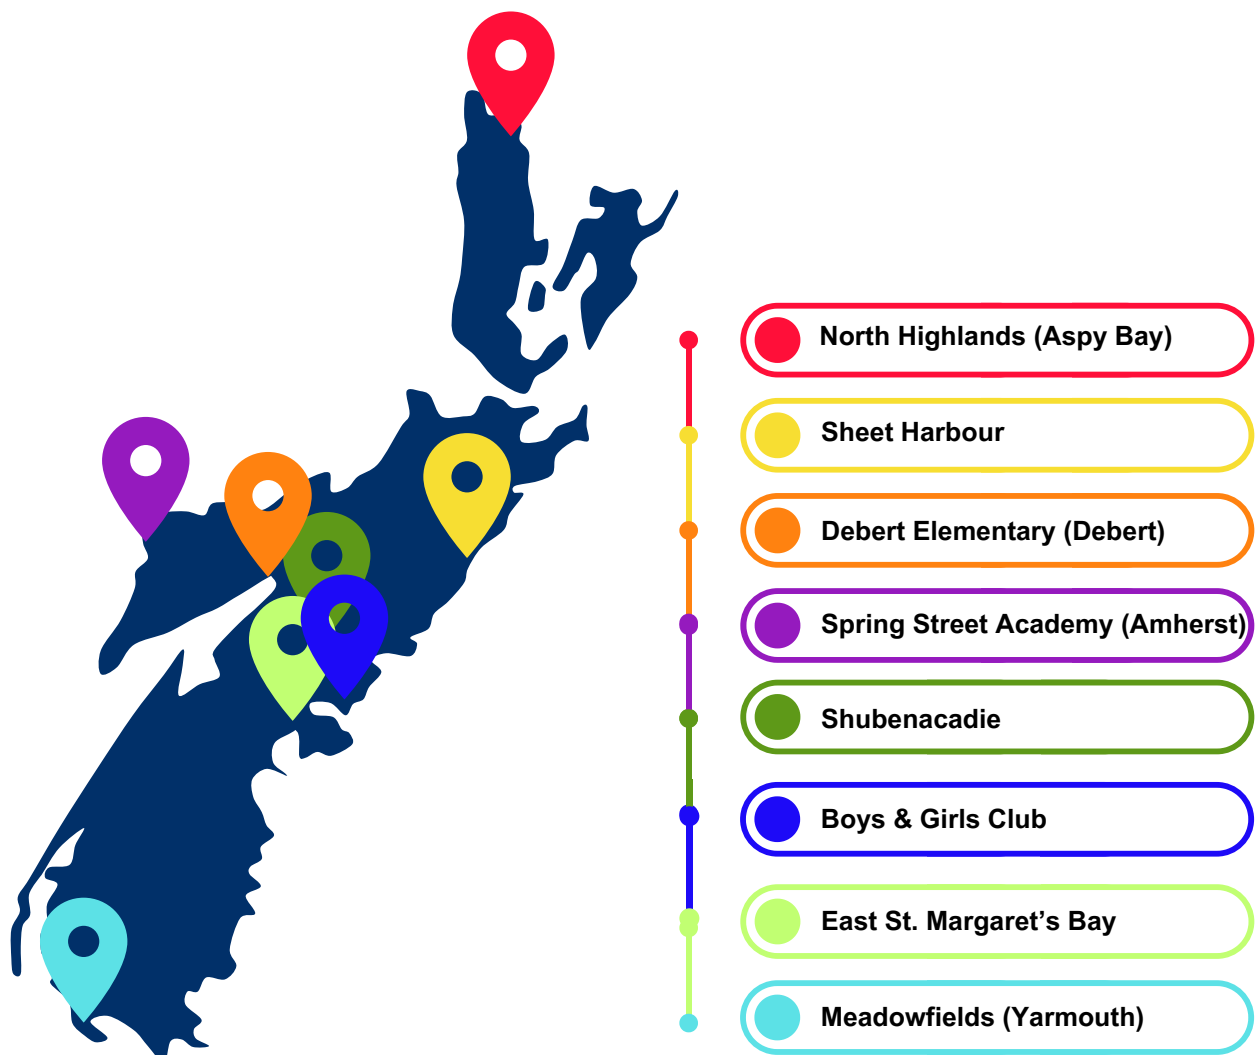 North Highlands (Aspy Bay)
Sheet Harbour
Debert Elementary (Debert)
Spring Street Academy (Amherst)
Shubenacadie
Boys & Girls Club
East St. Margaret’s Bay
Meadowfields (Yarmouth)